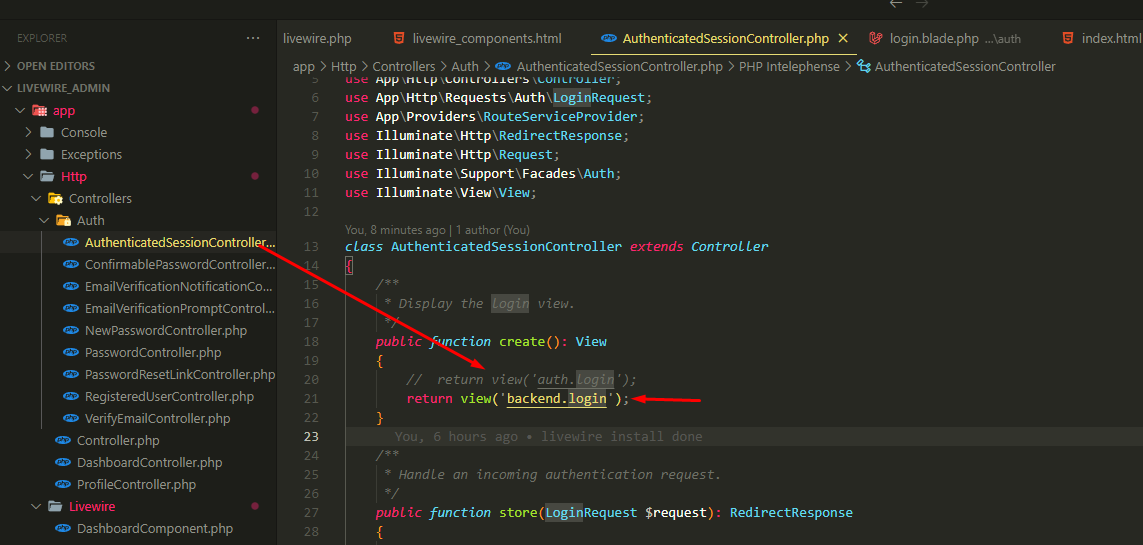 EXPLORER
OPEN EDITORS
LIVEWIRE_ADMIN
app
Console
Exceptions
Http
Controllers
Auth
AuthenticatedSessionController...
ConfirmablePasswordController...
EmailVerificationNotificationCo...
EmailVerificationPromptControl...
NewPasswordController.php
PasswordController.php
PasswordResetLinkController.php
RegisteredUserController.php
VerifyEmailController.php
Controller.php
DashboardController.php
ProfileController.php
Livewire
DashboardComponent.php
livewire.php livewire_components.html AuthenticatedSessionController.php login.blade.php ...\auth index.html
app > Http > Controllers > Auth > AuthenticatedSessionController.php > PHP Intelephense > AuthenticatedSessionController
5 use App\Http\Controllers\Controller;
6 use App\Http\Requests\Auth\LoginRequest;
7 use App\Providers\RouteServiceProvider;
8 use Illuminate\Http\RedirectResponse;
9 use Illuminate\Http\Request;
10 use Illuminate\Support\Facades\Auth;
11 use Illuminate\View\View;
12
You, 8 minutes ago | 1 author (You)
13 class AuthenticatedSessionController extends Controller
14 {
15 /**
16 * Display the login view.
17 */
18 public function create(): View
19 {
20 // return view('auth.login');
21 return view('backend.login');
22 }
23 You, 6 hours ago • livewire install done
24 /**
25 * Handle an incoming authentication request.
26 */
27 public function store(LoginRequest $request): RedirectResponse
28 {